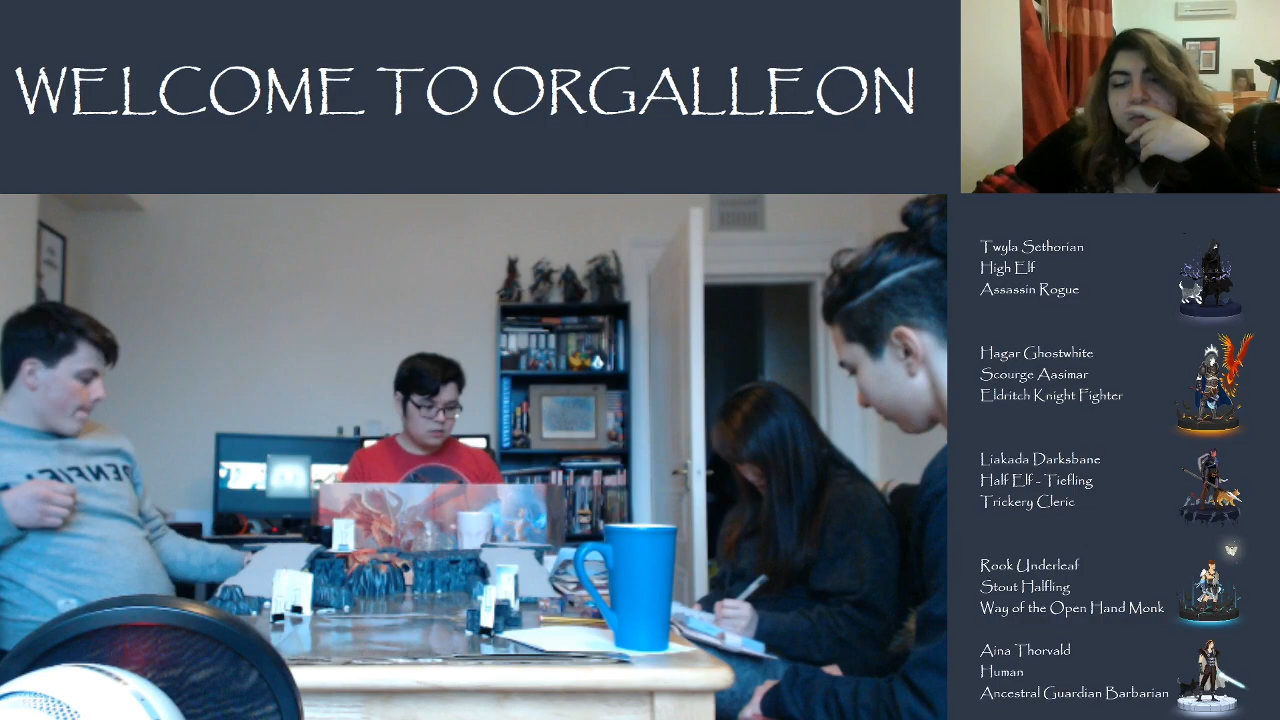 WELCOME TO ORGALLEON
Twyla Sethorian
High Elf
Assassin Rogue
Hagar Ghostwhite
Scourge Aasimar
Eldritch Knight Fighter
Liakada Darksbane
Half Elf - Tiefling
Trickery Cleric
Rook Underleaf
Stout Halfling
Way of the Open Hand Monk
Aina Thorvald
Human
Ancestral Guardian Barbarian